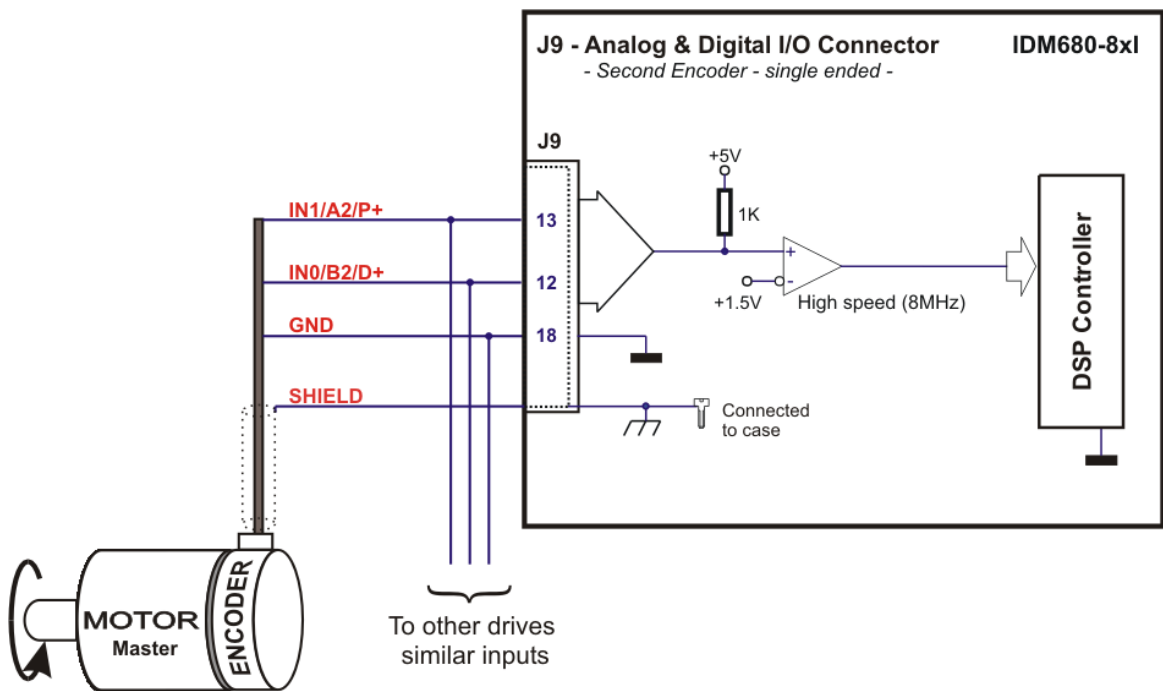 J9 - Analog & Digital I/O Connector
IDM680-8xI
- Second Encoder - single ended -
J9
+5V
1K
IN1/A2/P+
13
IN0/B2/D+
12
+
-
+1.5V
High speed (8MHz)
GND
18
SHIELD
Connected
to case
DSP Controller
MOTOR
Master
ENCODER
To other drives
similar inputs